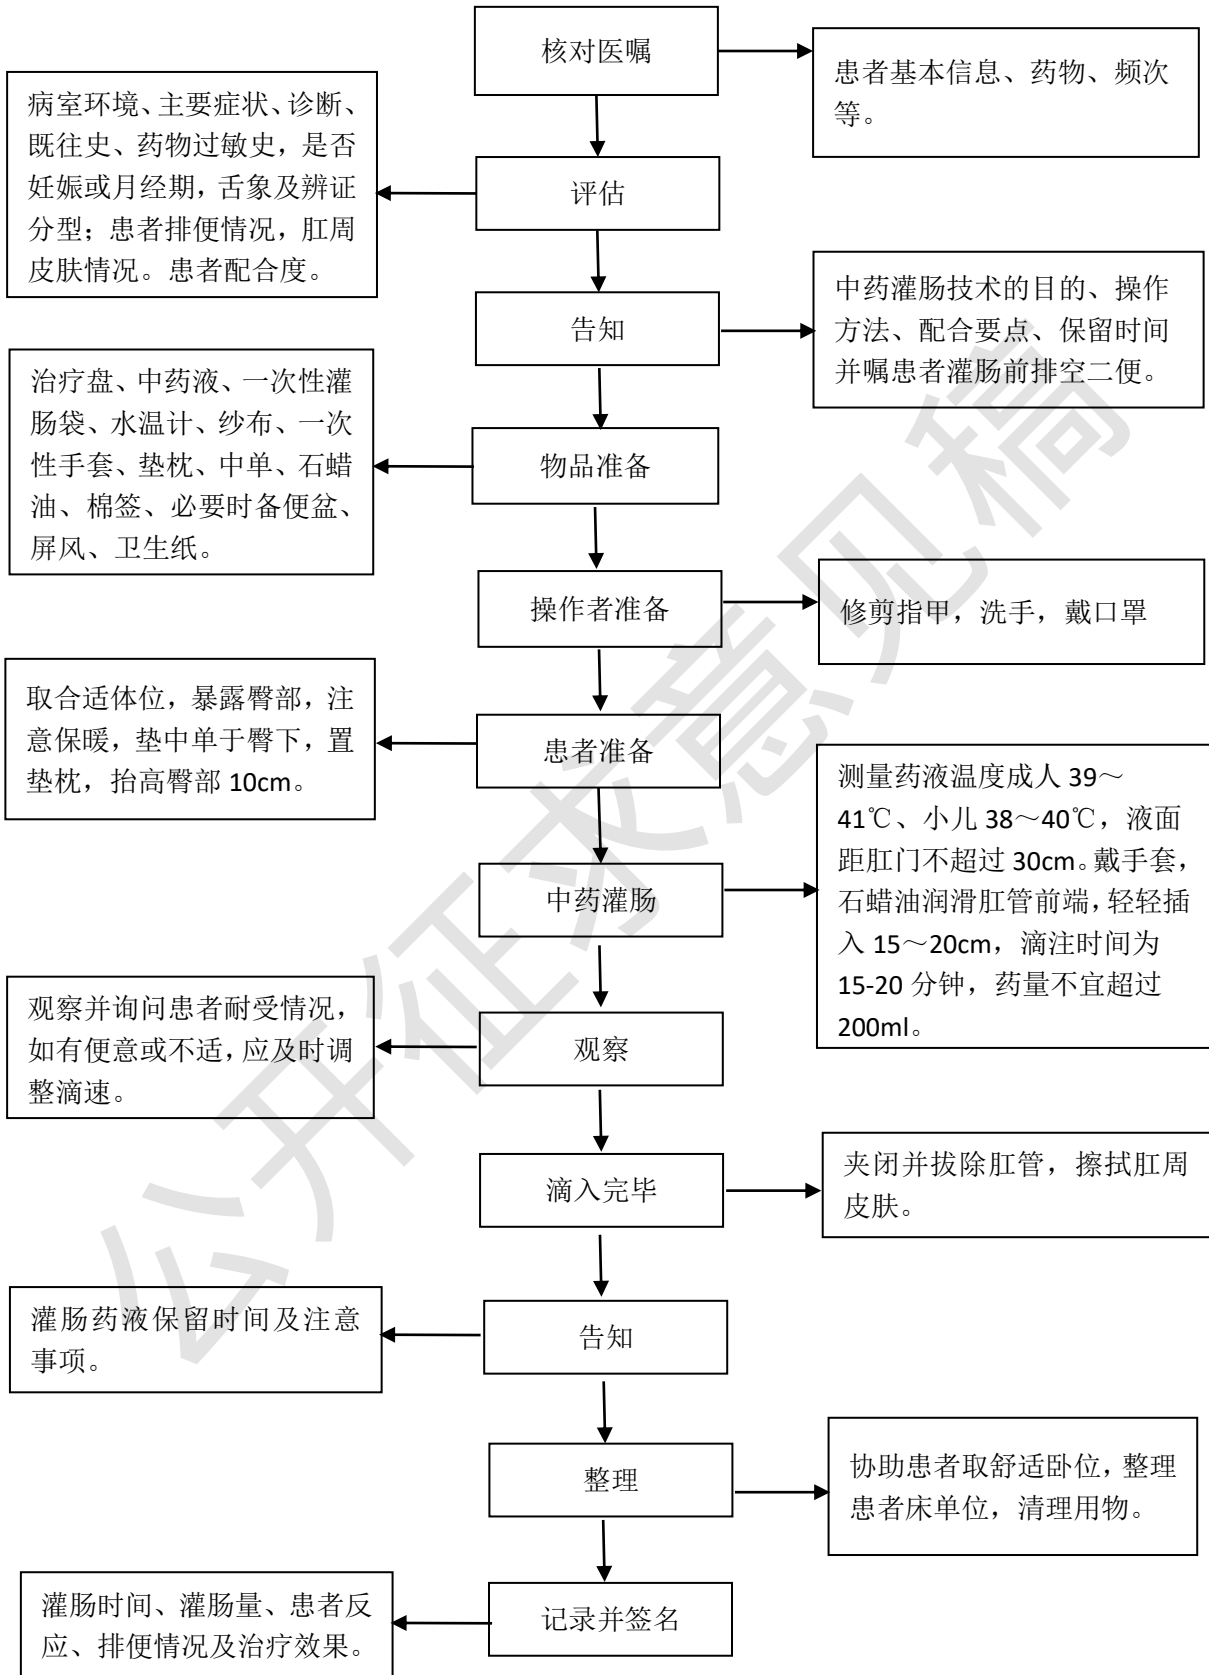 核对医嘱
患者基本信息、药物、频次
等。
病室环境、主要症状、诊断、
既往史、药物过敏史，是否
妊娠或月经期，舌象及辨证
分型；患者排便情况，肛周
皮肤情况。患者配合度。
评估
告知
中药灌肠技术的目的、操作
方法、配合要点、保留时间
并嘱患者灌肠前排空二便。
治疗盘、中药液、一次性灌
肠袋、水温计、纱布、一次
性手套、垫枕、中单、石蜡
油、棉签、必要时备便盆、
屏风、卫生纸。
物品准备
操作者准备
修剪指甲，洗手，戴口罩
取合适体位，暴露臀部，注
意保暖，垫中单于臀下，置
垫枕，抬高臀部 10cm。
患者准备
测量药液温度成人 39～
41℃、小儿 38～40℃，液面
距肛门不超过 30cm。戴手套，
石蜡油润滑肛管前端，轻轻插
入 15～20cm，滴注时间为
15-20 分钟，药量不宜超过
200ml。
中药灌肠
观察并询问患者耐受情况，
如有便意或不适，应及时调
整滴速。
观察
滴入完毕
夹闭并拔除肛管，擦拭肛周
皮肤。
灌肠药液保留时间及注意
事项。
告知
整理
协助患者取舒适卧位，整理
患者床单位，清理用物。
灌肠时间、灌肠量、患者反
应、排便情况及治疗效果。
记录并签名
公开征求意见稿